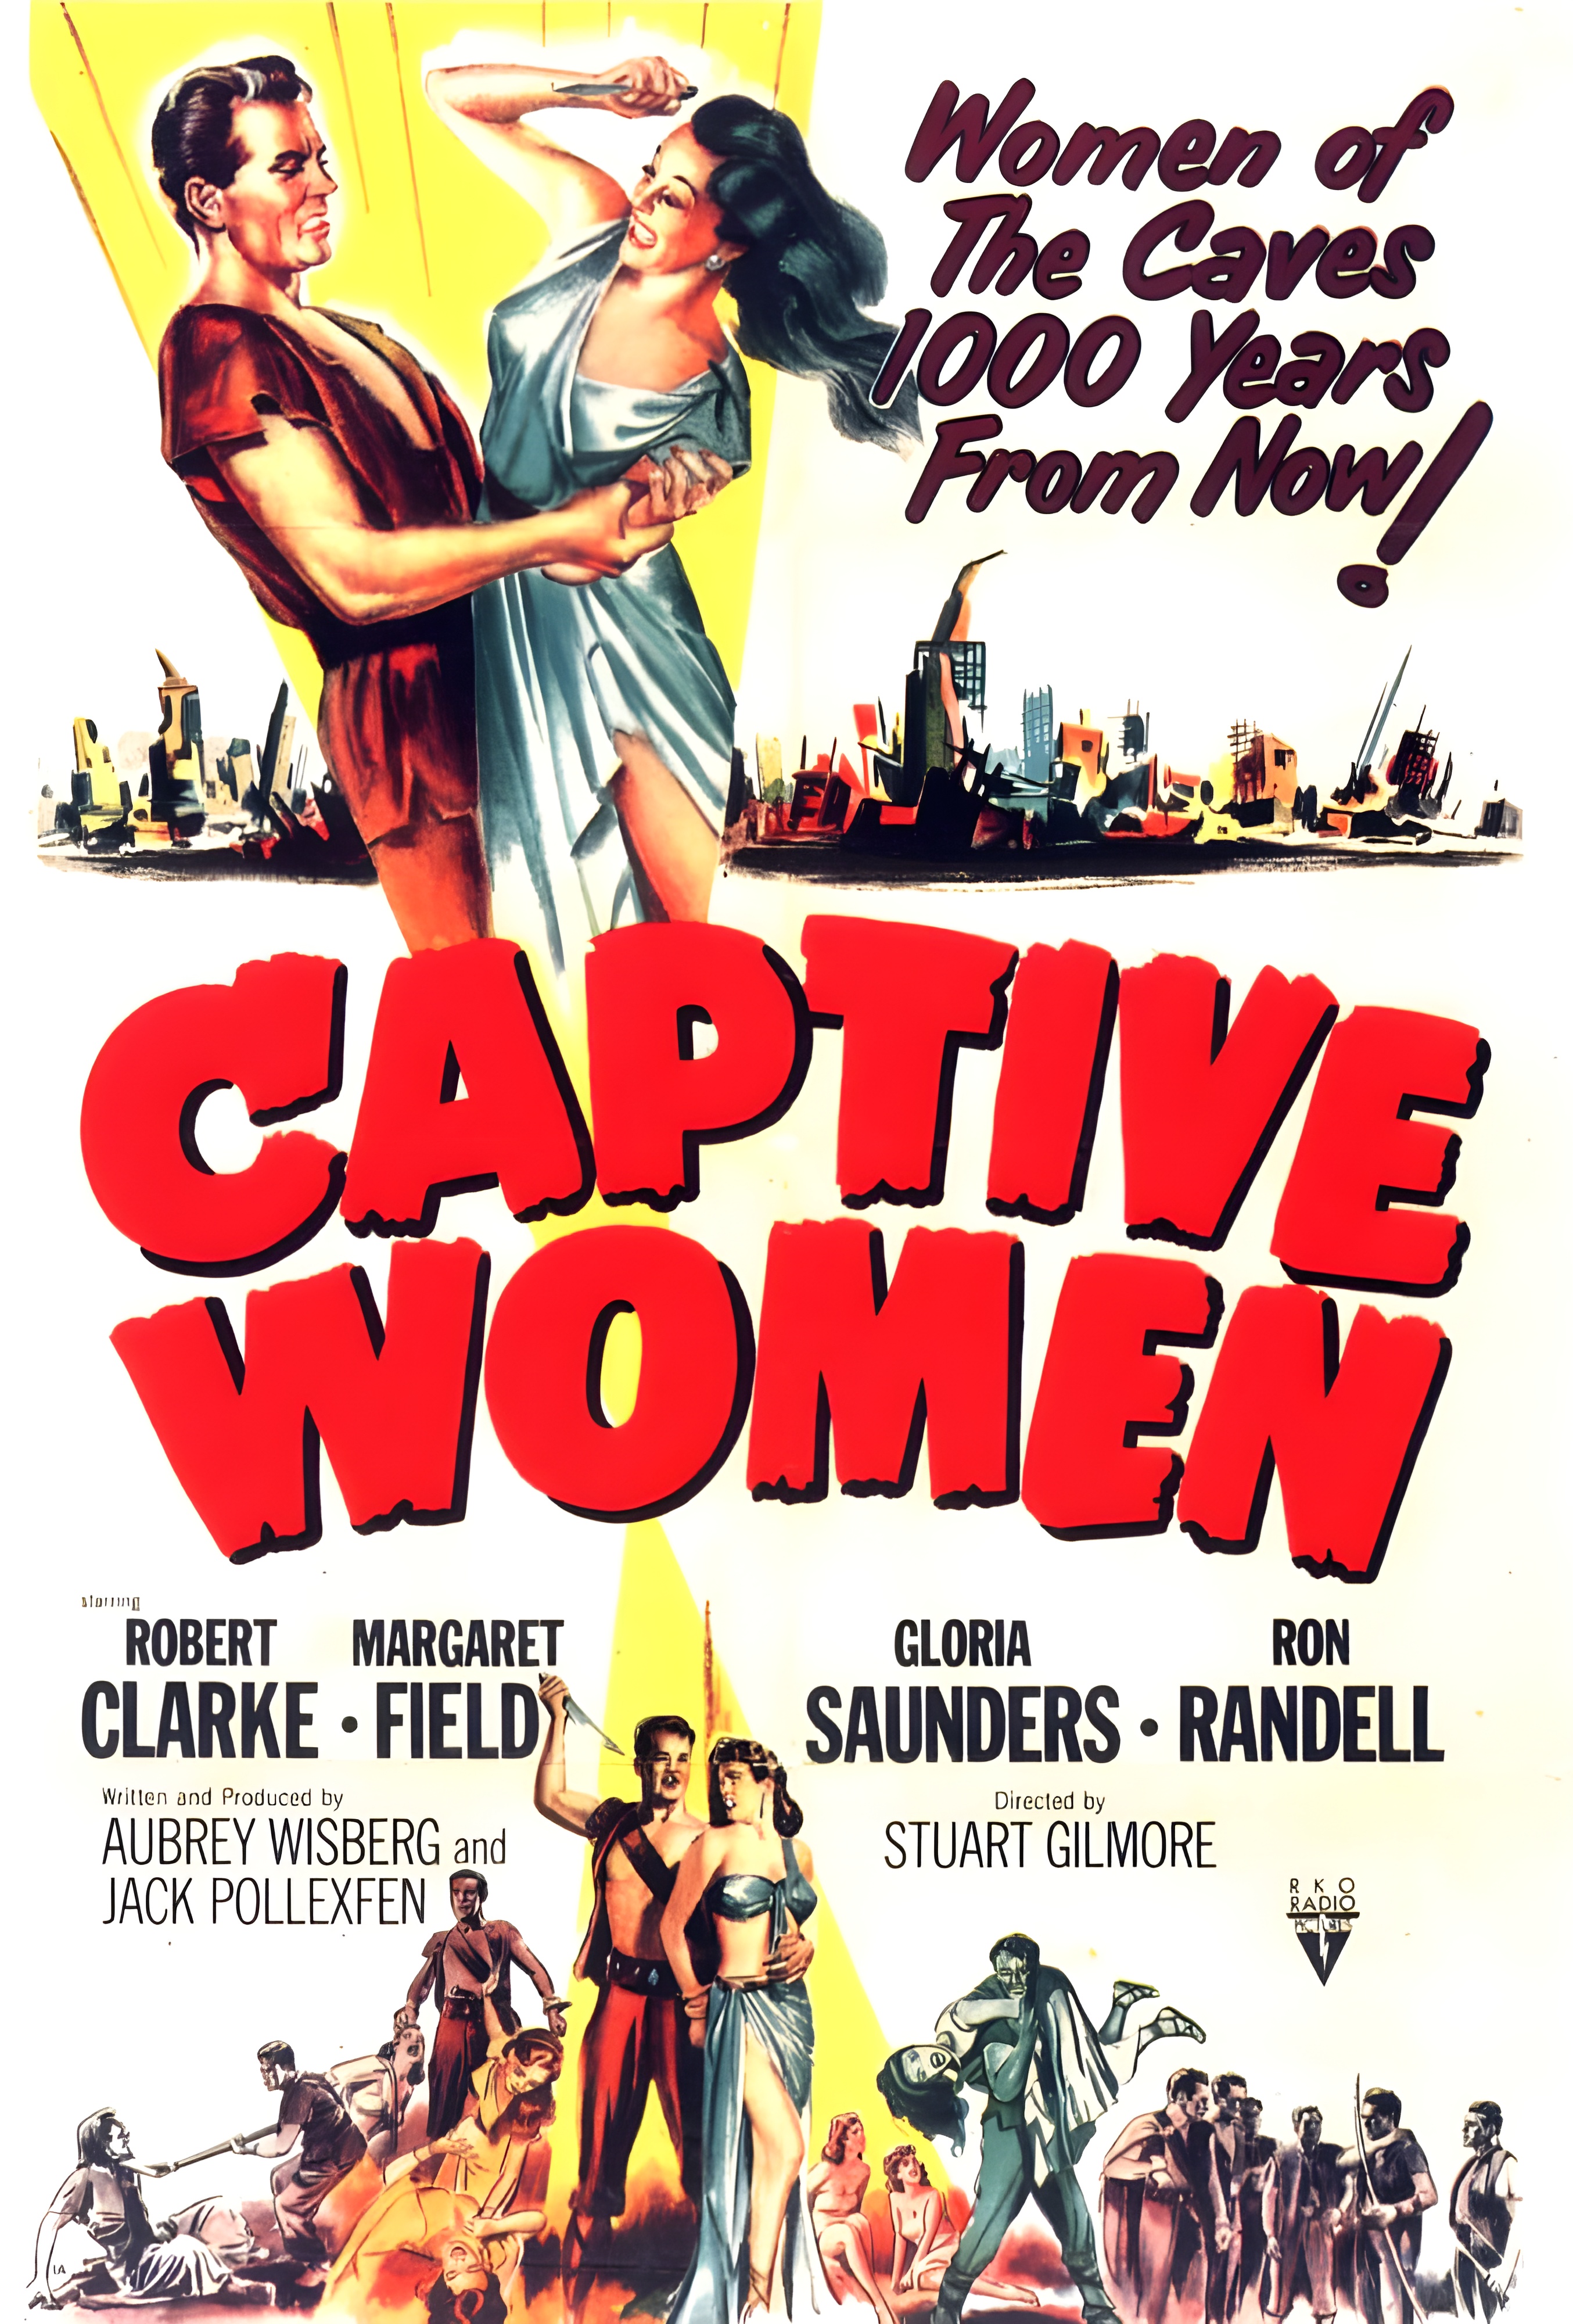 Women of
The Caves
1000 Years
From Now!
CAPTIVE
WOMEN
starring
ROBERT
CLARKE •
MARGARET
FIELD
GLORIA
SAUNDERS •
RON
RANDELL
Written and Produced by
AUBREY WISBERG and
JACK POLLEXFEN
Directed by
STUART GILMORE
RKO
RADIO